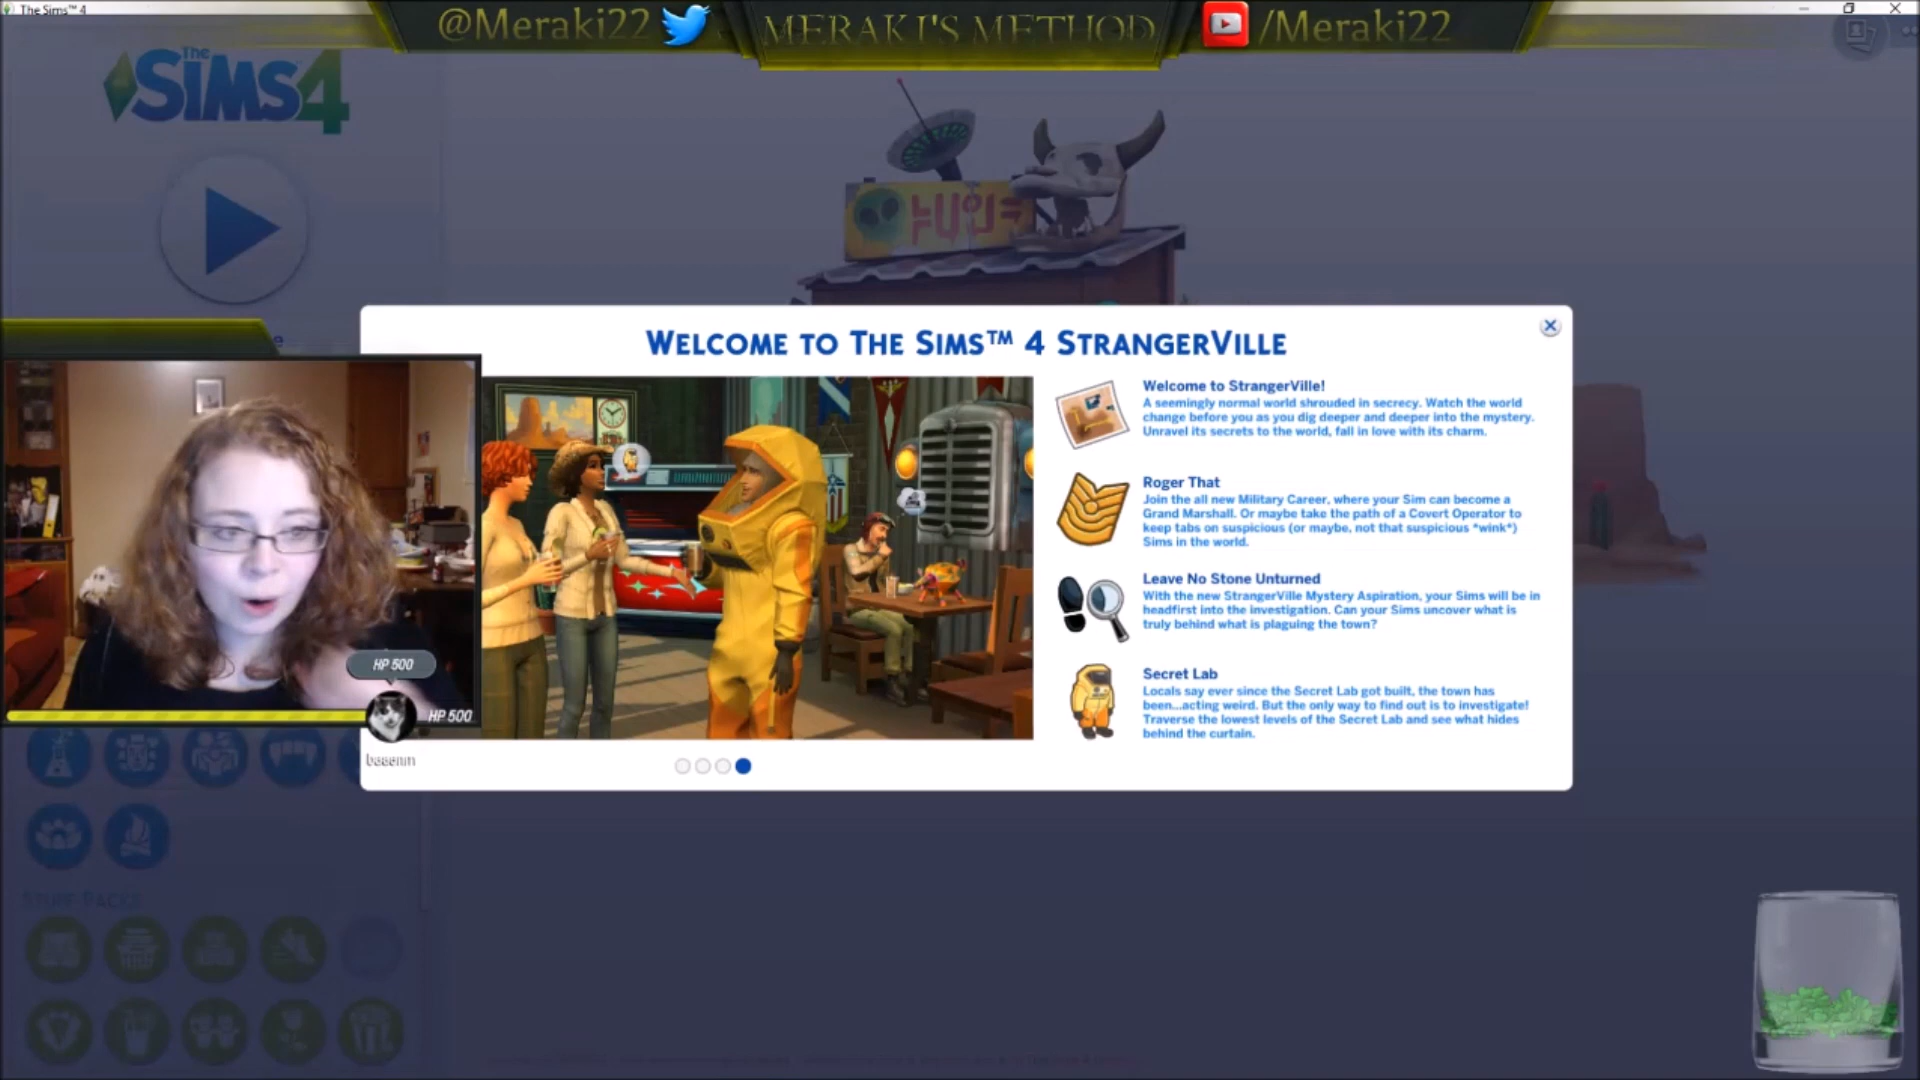 The Sims™ 4
@Meraki22
MERAKI'S METHOD
/Meraki22
The SIMS 4
WELCOME TO THE SIMS™ 4 STRANGERVILLE
Welcome to StrangerVille!
A seemingly normal world shrouded in secrecy. Watch the world
change before you as you dig deeper and deeper into the mystery.
Unravel its secrets to the world, fall in love with its charm.
Roger That
Join the all new Military Career, where your Sim can become a
Grand Marshall. Or maybe take the path of a Covert Operator to
keep tabs on suspicious (or maybe, not that suspicious *wink*)
Sims in the world.
Leave No Stone Unturned
With the new StrangerVille Mystery Aspiration, your Sims will be in
headfirst into the investigation. Can your Sims uncover what is
truly behind what is plaguing the town?
Secret Lab
Locals say ever since the Secret Lab got built, the town has
been...acting weird. But the only way to find out is to investigate!
Traverse the lowest levels of the Secret Lab and see what hides
behind the curtain.
HP 500
HP 500
STUFF PACKS